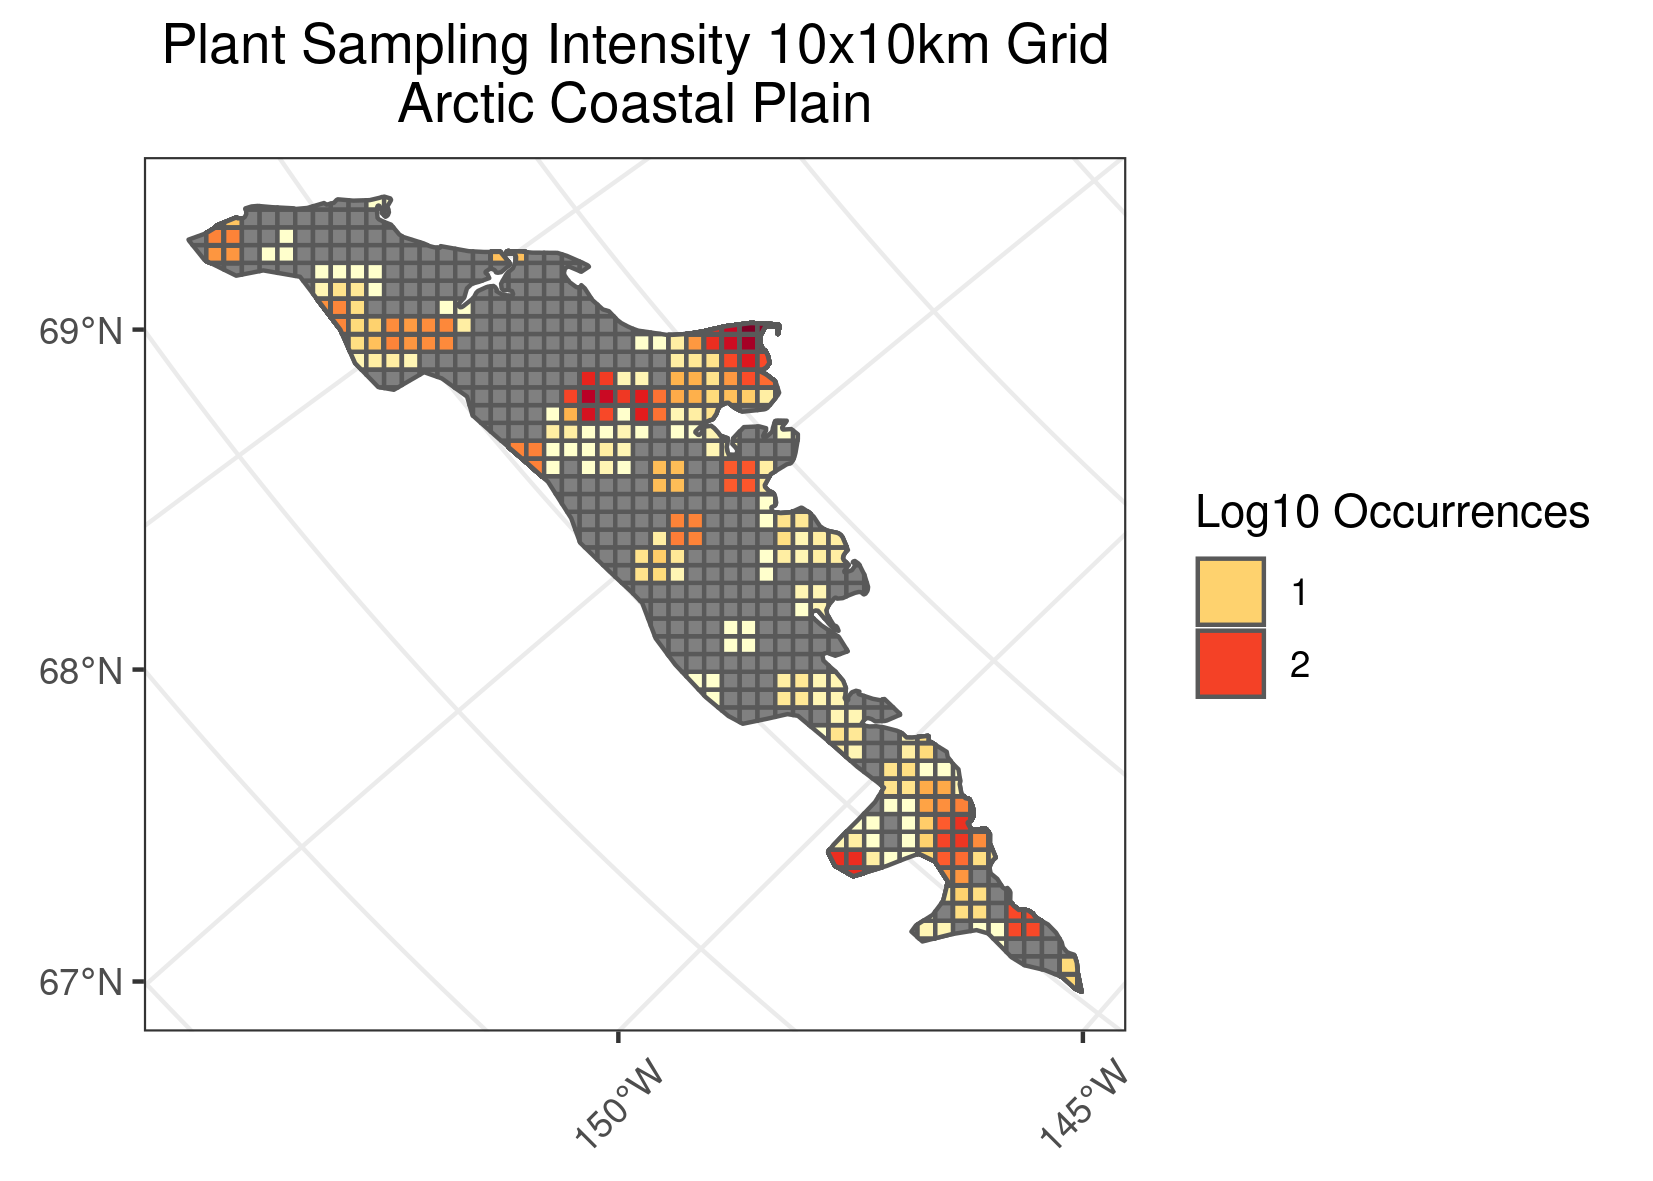 Plant Sampling Intensity 10x10km Grid
Arctic Coastal Plain
69°N
68°N
67°N
150°W
145°W
Log10 Occurrences
1
2